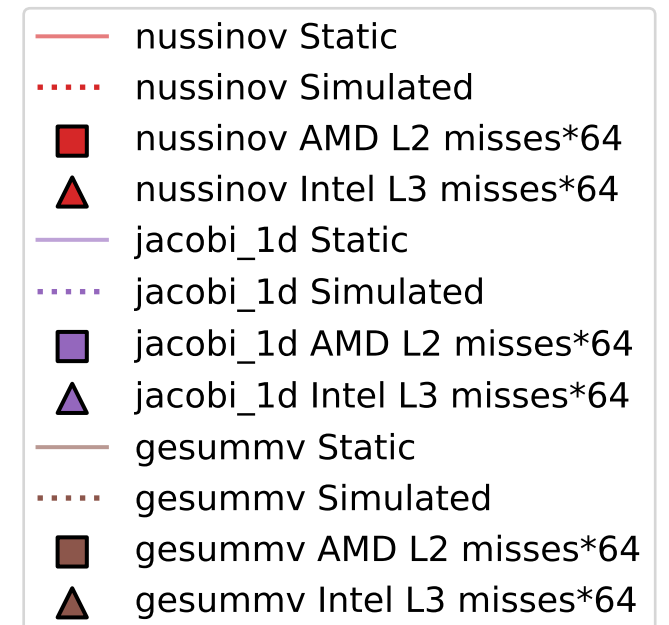 nussinov Static
nussinov Simulated
nussinov AMD L2 misses*64
nussinov Intel L3 misses*64
jacobi_1d Static
jacobi_1d Simulated
jacobi_1d AMD L2 misses*64
jacobi_1d Intel L3 misses*64
gesummv Static
gesummv Simulated
gesummv AMD L2 misses*64
gesummv Intel L3 misses*64